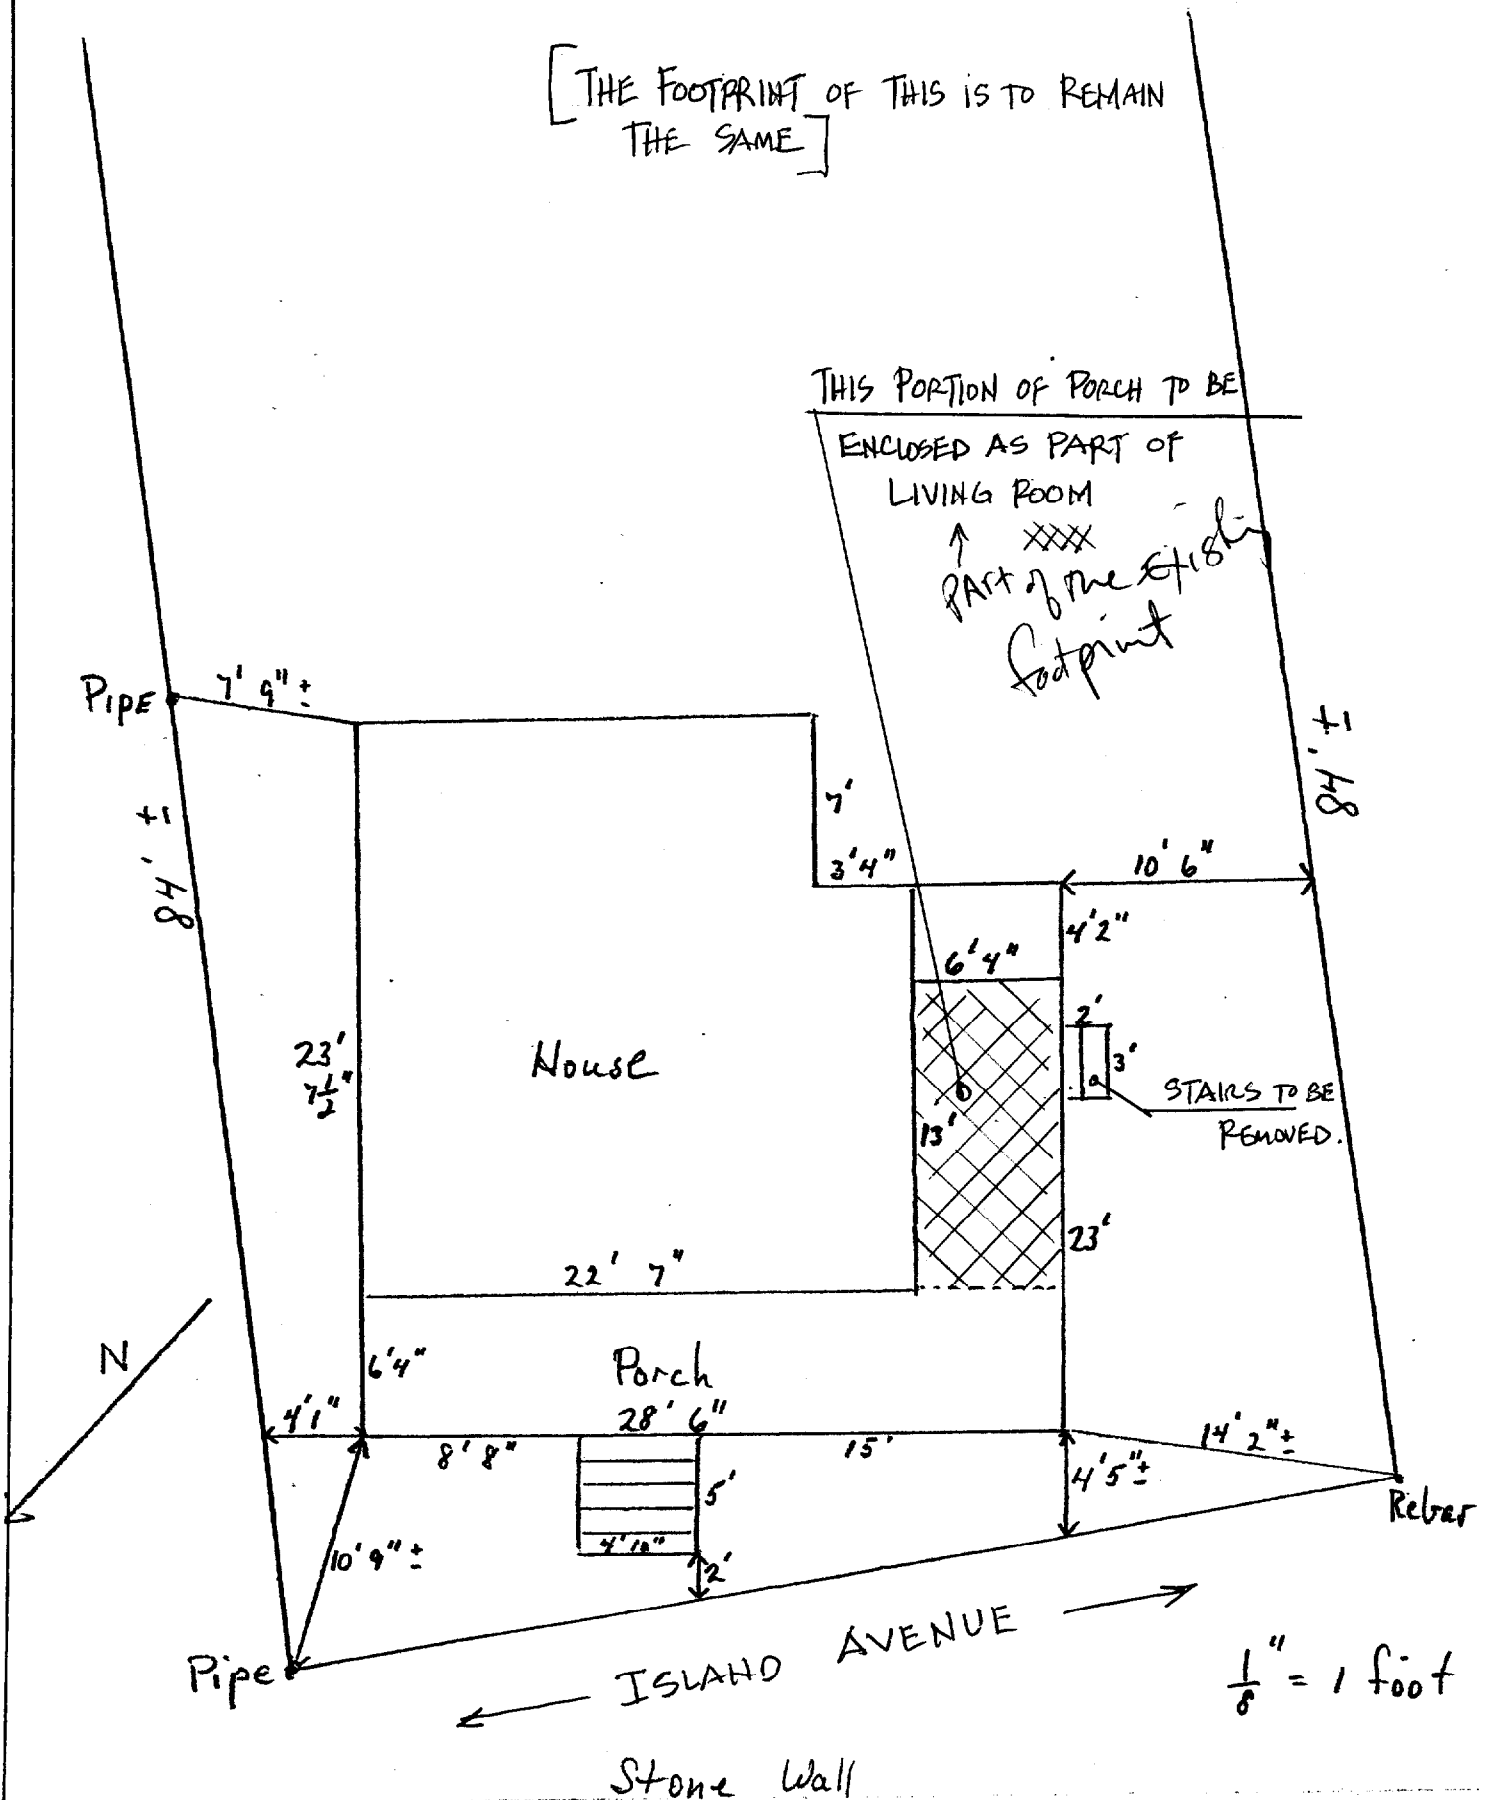 [THE FOOTPRINT OF THIS IS TO REMAIN
THE SAME]
THIS PORTION OF PORCH TO BE
ENCLOSED AS PART OF
LIVING ROOM
PART of the Existing
footprint
PIPE
7' 9" ±
84' ±
84' ±
7'
3'4"
10' 6"
4'2"
6'4"
2'
3'
STAIRS TO BE
REMOVED.
23'
7½"
House
13'
23'
22' 7"
N
6'4"
Porch
4'1"
28' 6"
8' 8"
15'
14' 2" ±
4' 5" ±
5'
4' 10"
2'
10' 9" ±
Rebar
Pipe
ISLAND AVENUE
1/8" = 1 foot
Stone Wall